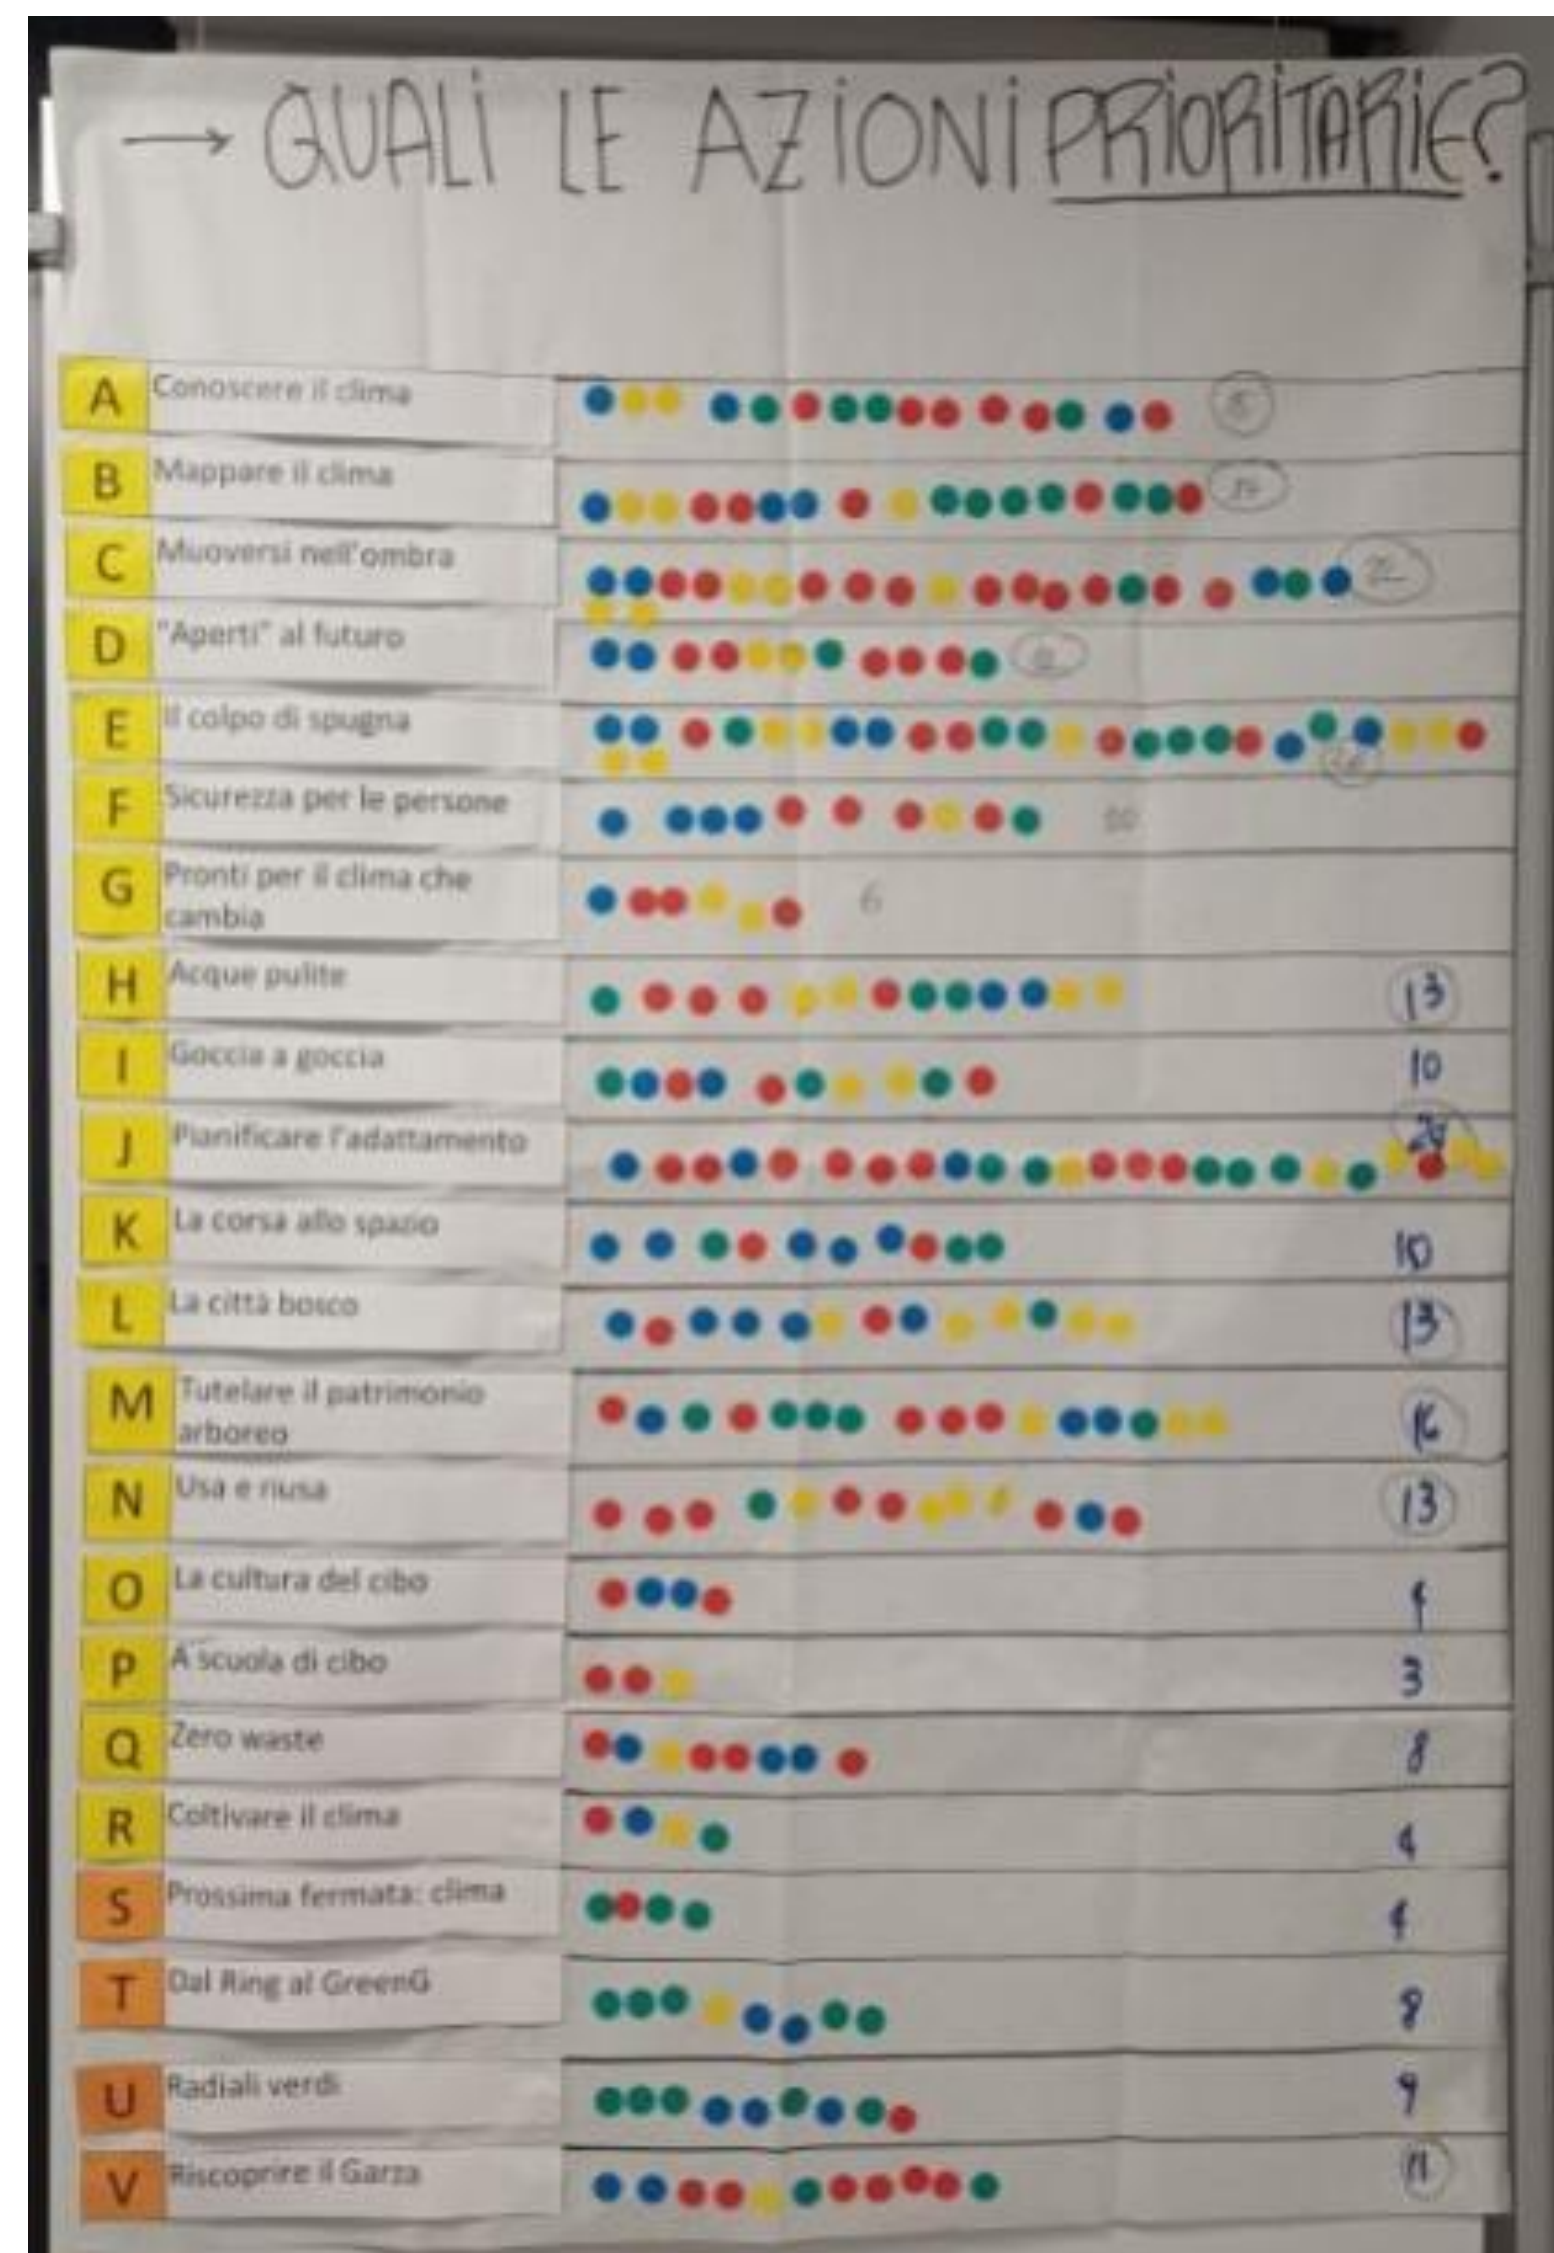 → QUALI LE AZIONI PRIORITARIE?
A Conoscere il clima
B Mappare il clima
C Muoversi nell'ombra 22
D "Aperti" al futuro
E Il colpo di spugna
F Sicurezza per le persone 10
G Pronti per il clima che
cambia 6
H Acque pulite 13
I Goccia a goccia 10
J Pianificare l'adattamento
K La corsa allo spazio 10
L La città bosco 13
M Tutelare il patrimonio
arboreo 16
N Usa e riusa 13
O La cultura del cibo 4
P A scuola di cibo 3
Q Zero waste 8
R Coltivare il clima 4
S Prossima fermata: clima 4
T Dal Ring al GreenG 8
U Radiali verdi 9
V Riscoprire il Garza 11